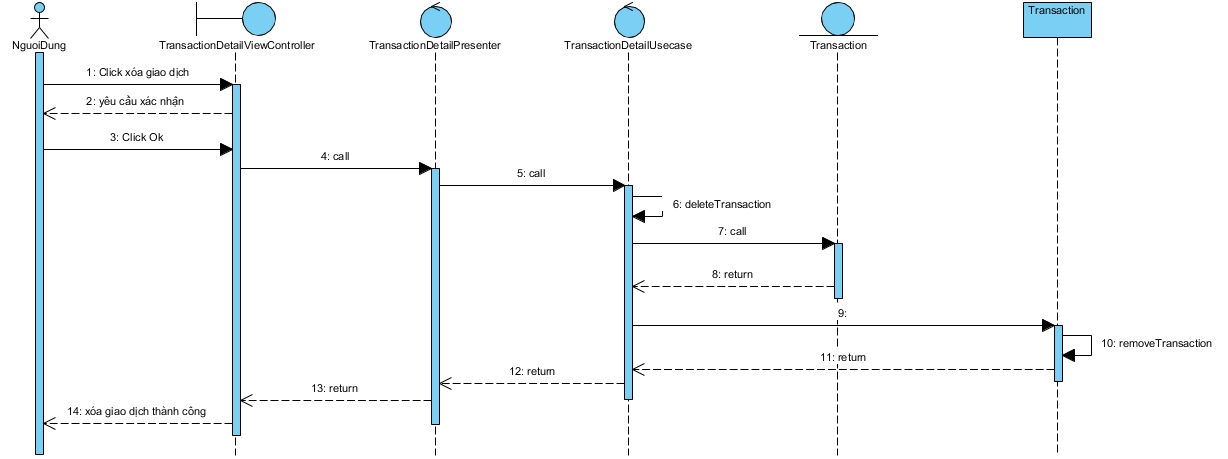 NguoiDung
TransactionDetailViewController
TransactionDetailPresenter
TransactionDetailUsecase
Transaction
Transaction
1: Click xóa giao dịch
2: yêu cầu xác nhận
3: Click Ok
4: call
5: call
6: deleteTransaction
7: call
8: return
9:
10: removeTransaction
11: return
12: return
13: return
14: xóa giao dịch thành công